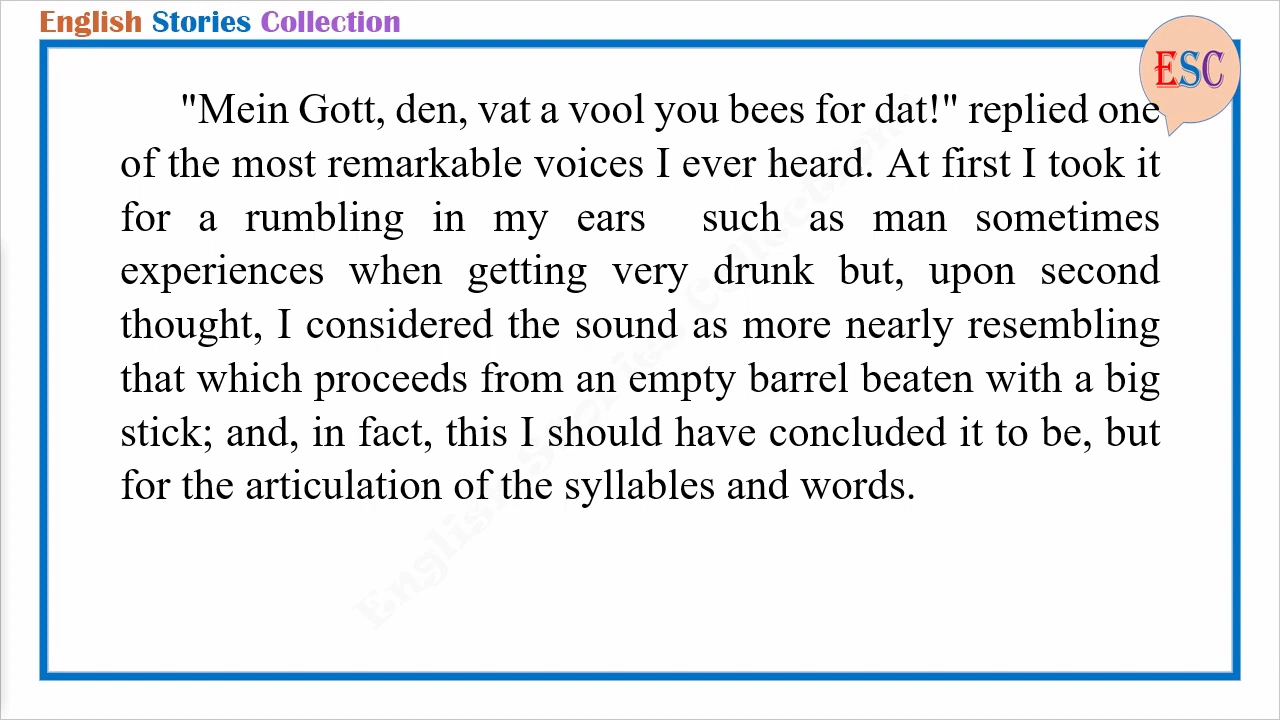 English Stories Collection
ESC
"Mein Gott, den, vat a vool you bees for dat!" replied one
of the most remarkable voices I ever heard. At first I took it
for a rumbling in my ears such as man sometimes
experiences when getting very drunk but, upon second
thought, I considered the sound as more nearly resembling
that which proceeds from an empty barrel beaten with a big
stick; and, in fact, this I should have concluded it to be, but
for the articulation of the syllables and words.
English Stories Collection